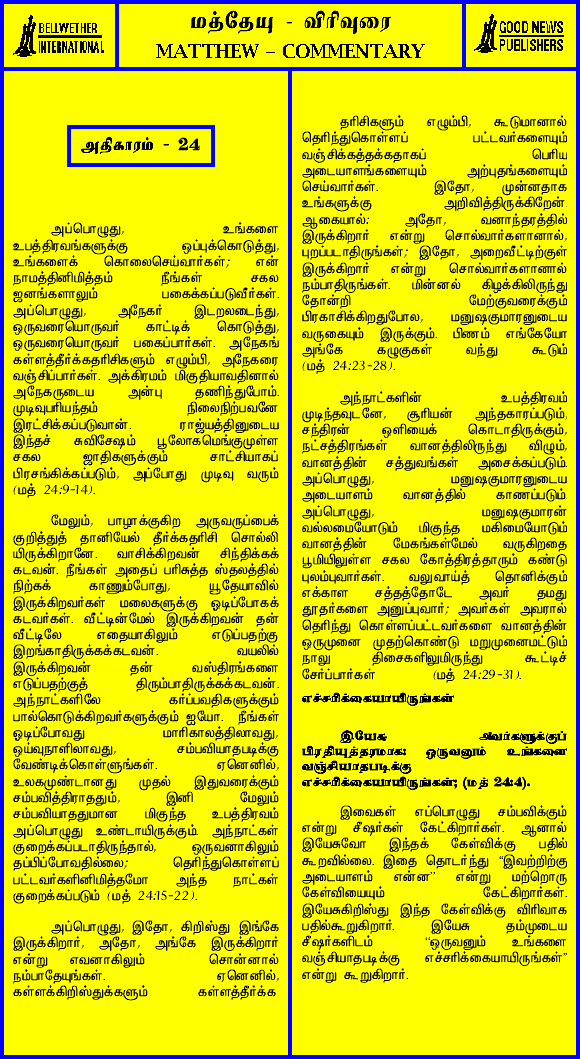 BELLWETHER
INTERNATIONAL
மத்தேயு - விரிவுரை
MATTHEW – COMMENTARY
GOOD NEWS
PUBLISHERS
அதிகாரம் - 24
அப்பொழுது, உங்களை
உபத்திரவங்களுக்கு ஒப்புக்கொடுத்து,
உங்களைக் கொலைசெய்வார்கள்; என்
நாமத்தினிமித்தம் நீங்கள் சகல
ஜனங்களாலும் பகைக்கப்படுவீர்கள்.
அப்பொழுது, அநேகர் இடறலடைந்து,
ஒருவரையொருவர் காட்டிக் கொடுத்து,
ஒருவரையொருவர் பகைப்பார்கள். அநேகங்
கள்ளத்தீர்க்கதரிசிகளும் எழும்பி, அநேகரை
வஞ்சிப்பார்கள். அக்கிரமம் மிகுதியாவதினால்
அநேகருடைய அன்பு தணிந்துபோம்.
முடிவுபரியந்தம் நிலைநிற்பவனே
இரட்சிக்கப்படுவான். ராஜ்யத்தினுடைய
இந்தச் சுவிசேஷம் பூலோகமெங்குமுள்ள
சகல ஜாதிகளுக்கும் சாட்சியாகப்
பிரசங்கிக்கப்படும், அப்போது முடிவு வரும்
(மத் 24:9-14).
மேலும், பாழாக்குகிற அருவருப்பைக்
குறித்துத் தானியேல் தீர்க்கதரிசி சொல்லி
யிருக்கிறானே. வாசிக்கிறவன் சிந்திக்கக்
கடவன். நீங்கள் அதைப் பரிசுத்த ஸ்தலத்தில்
நிற்கக் காணும்போது, யூதேயாவில்
இருக்கிறவர்கள் மலைகளுக்கு ஓடிப்போகக்
கடவர்கள். வீட்டின்மேல் இருக்கிறவன் தன்
வீட்டிலே எதையாகிலும் எடுப்பதற்கு
இறங்காதிருக்கக்கடவன். வயலில்
இருக்கிறவன் தன் வஸ்திரங்களை
எடுப்பதற்குத் திரும்பாதிருக்கக்கடவன்.
அந்நாட்களிலே கர்ப்பவதிகளுக்கும்
பால்கொடுக்கிறவர்களுக்கும் ஐயோ. நீங்கள்
ஓடிப்போவது மாரிகாலத்திலாவது,
ஓய்வுநாளிலாவது, சம்பவியாதபடிக்கு
வேண்டிக்கொள்ளுங்கள். ஏனெனில்,
உலகமுண்டானது முதல் இதுவரைக்கும்
சம்பவித்திராததும், இனி மேலும்
சம்பவியாததுமான மிகுந்த உபத்திரவம்
அப்பொழுது உண்டாயிருக்கும். அந்நாட்கள்
குறைக்கப்படாதிருந்தால், ஒருவனாகிலும்
தப்பிப்போவதில்லை; தெரிந்துகொள்ளப்
பட்டவர்களினிமித்தமோ அந்த நாட்கள்
குறைக்கப்படும் (மத் 24:15-22).
அப்பொழுது, இதோ, கிறிஸ்து இங்கே
இருக்கிறார், அதோ, அங்கே இருக்கிறார்
என்று எவனாகிலும் சொன்னால்
நம்பாதேயுங்கள். ஏனெனில்,
கள்ளக்கிறிஸ்துக்களும் கள்ளத்தீர்க்க
தரிசிகளும் எழும்பி, கூடுமானால்
தெரிந்துகொள்ளப் பட்டவர்களையும்
வஞ்சிக்கத்தக்கதாகப் பெரிய
அடையாளங்களையும் அற்புதங்களையும்
செய்வார்கள். இதோ, முன்னதாக
உங்களுக்கு அறிவித்திருக்கிறேன்.
ஆகையால்: அதோ, வனாந்தரத்தில்
இருக்கிறார் என்று சொல்வார்களானால்,
புறப்படாதிருங்கள்; இதோ, அறைவீட்டிற்குள்
இருக்கிறார் என்று சொல்வார்களானால்
நம்பாதிருங்கள். மின்னல் கிழக்கிலிருந்து
தோன்றி மேற்குவரைக்கும்
பிரகாசிக்கிறதுபோல, மனுஷகுமாரனுடைய
வருகையும் இருக்கும். பிணம் எங்கேயோ
அங்கே கழுகுகள் வந்து கூடும்
(மத் 24:23-28).
அந்நாட்களின் உபத்திரவம்
முடிந்தவுடனே, சூரியன் அந்தகாரப்படும்,
சந்திரன் ஒளியைக் கொடாதிருக்கும்,
நட்சத்திரங்கள் வானத்திலிருந்து விழும்,
வானத்தின் சத்துவங்கள் அசைக்கப்படும்.
அப்பொழுது, மனுஷகுமாரனுடைய
அடையாளம் வானத்தில் காணப்படும்.
அப்பொழுது, மனுஷகுமாரன்
வல்லமையோடும் மிகுந்த மகிமையோடும்
வானத்தின் மேகங்கள்மேல் வருகிறதை
பூமியிலுள்ள சகல கோத்திரத்தாரும் கண்டு
புலம்புவார்கள். வலுவாய்த் தொனிக்கும்
எக்காள சத்தத்தோடே அவர் தமது
தூதர்களை அனுப்புவார்; அவர்கள் அவரால்
தெரிந்து கொள்ளப்பட்டவர்களை வானத்தின்
ஒருமுனை முதற்கொண்டு மறுமுனைமட்டும்
நாலு திசைகளிலுமிருந்து கூட்டிச்
சேர்ப்பார்கள் (மத் 24:29-31).
எச்சரிக்கையாயிருங்கள்
இயேசு அவர்களுக்குப்
பிரதியுத்தரமாக: ஒருவனும் உங்களை
வஞ்சியாதபடிக்கு
எச்சரிக்கையாயிருங்கள்; (மத் 24:4).
இவைகள் எப்பொழுது சம்பவிக்கும்
என்று சீஷர்கள் கேட்கிறார்கள். ஆனால்
இயேசுவோ இந்தக் கேள்விக்கு பதில்
கூறவில்லை. இதை தொடர்ந்து “இவற்றிற்கு
அடையாளம் என்ன” என்று மற்றொரு
கேள்வியையும் கேட்கிறார்கள்.
இயேசுகிறிஸ்து இந்த கேள்விக்கு விரிவாக
பதில்கூறுகிறார். இயேசு தம்முடைய
சீஷர்களிடம் “ஒருவனும் உங்களை
வஞ்சியாதபடிக்கு எச்சரிக்கையாயிருங்கள்”
என்று கூறுகிறார்.